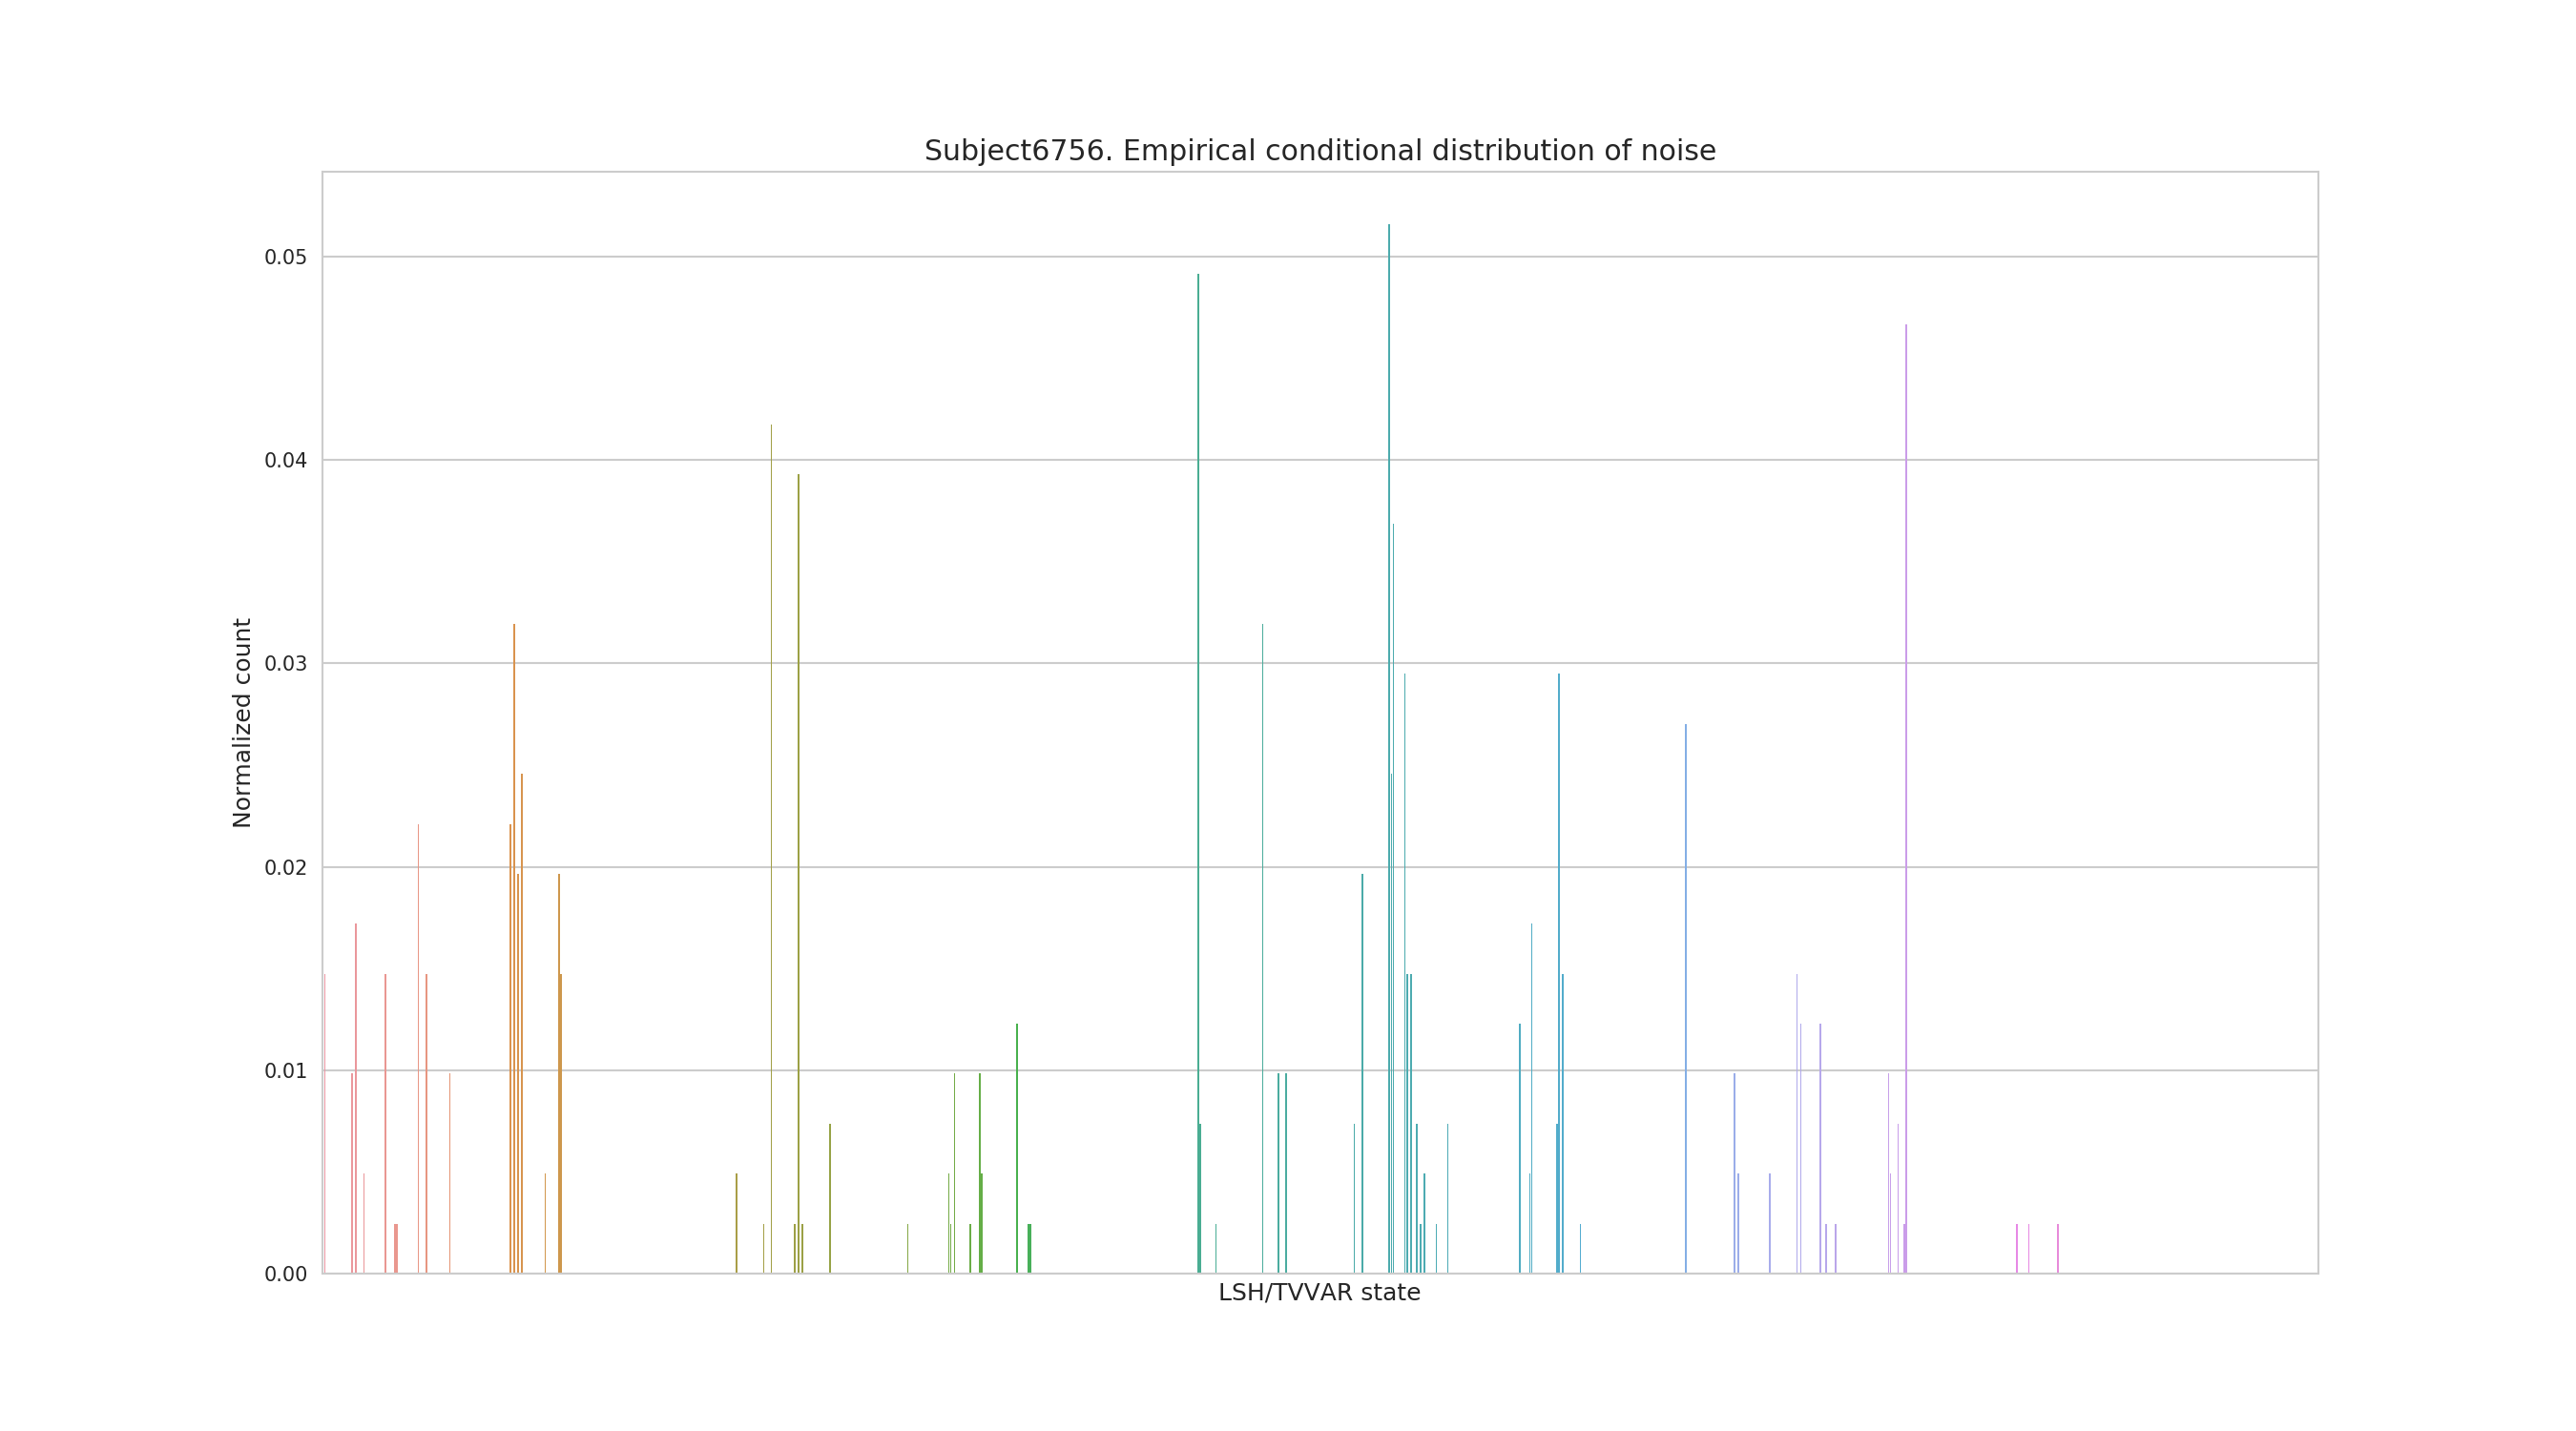 Subject6756. Empirical conditional distribution of noise
0.05
0.04
0.03
0.02
0.01
0.00
Normalized count
LSH/TVVAR state